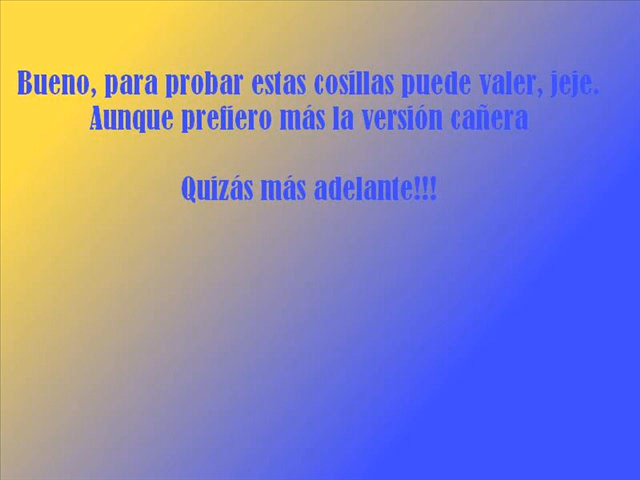 Bueno, para probar estas cosillas puede valer, jeje.
Aunque prefiero más la versión cañera
Quizás más adelante!!!